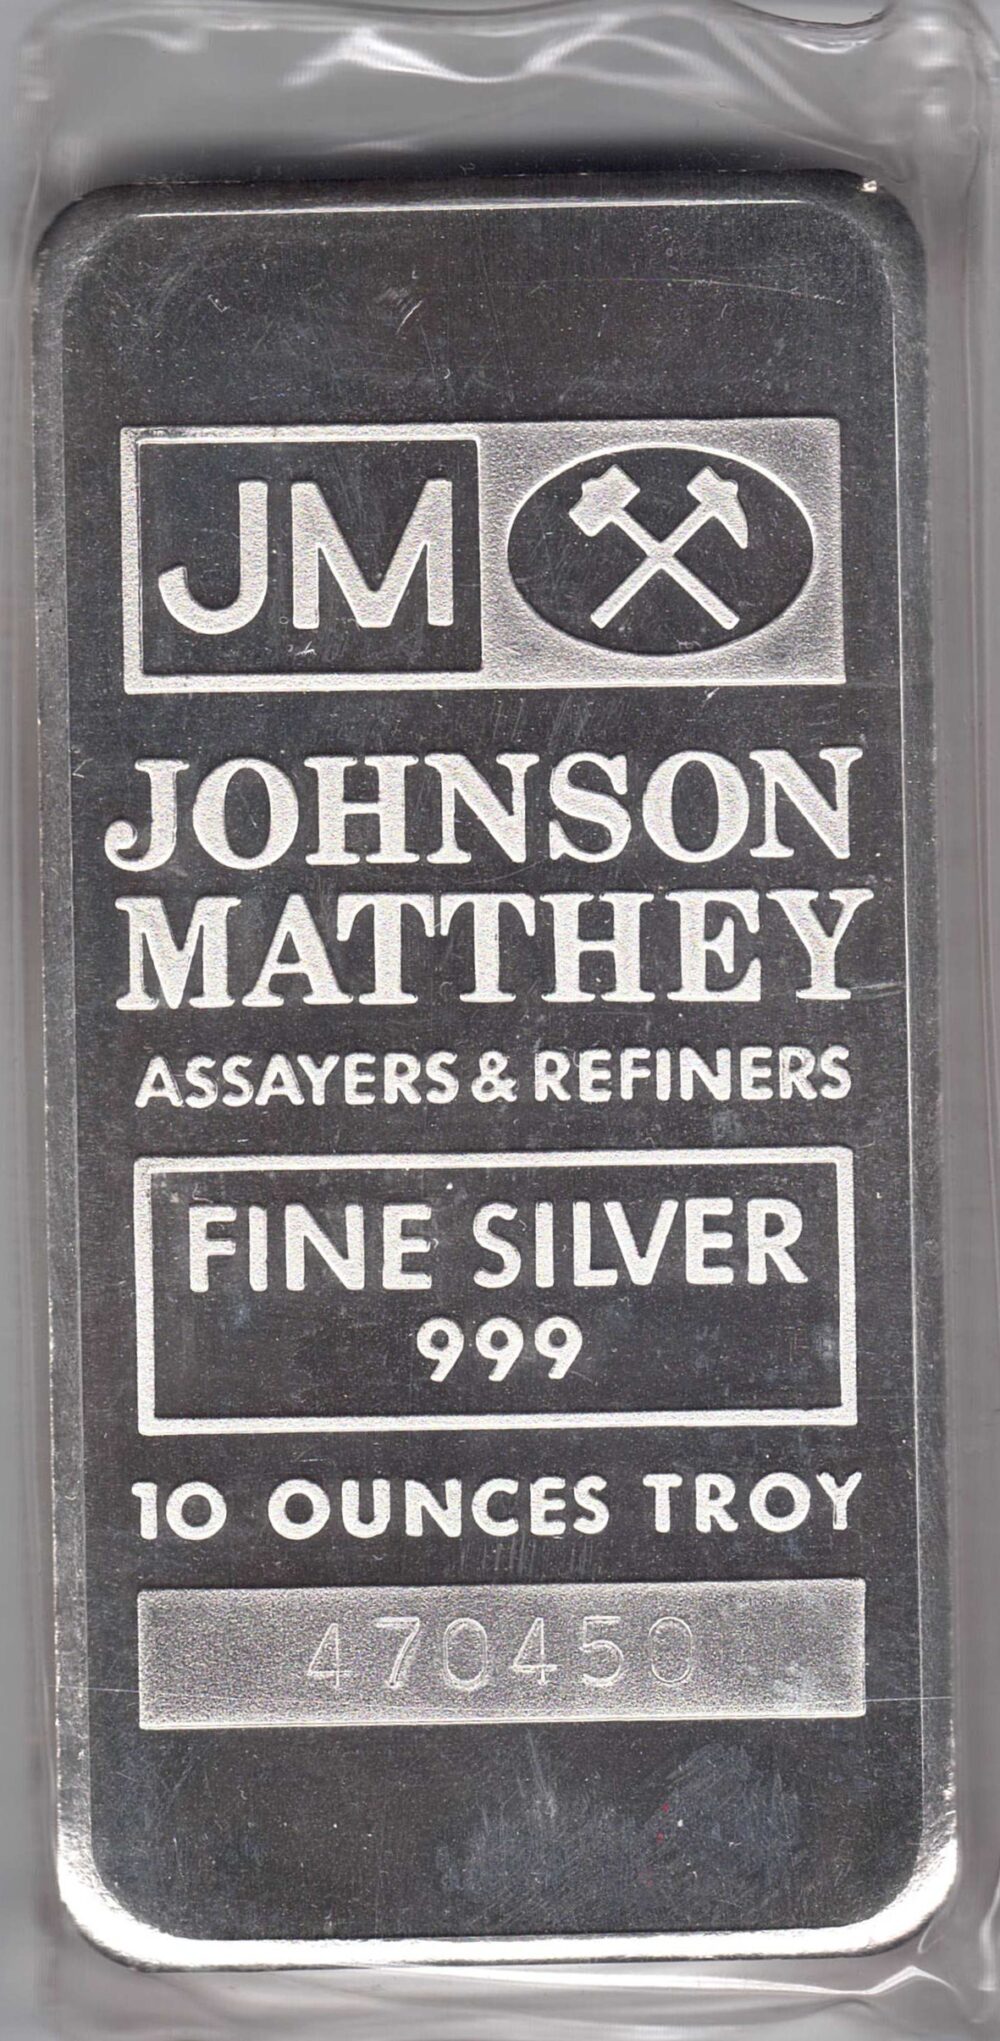 JM
JOHNSON
MATTHEY
ASSAYERS & REFINERS
FINE SILVER
999
10 OUNCES TROY
470450